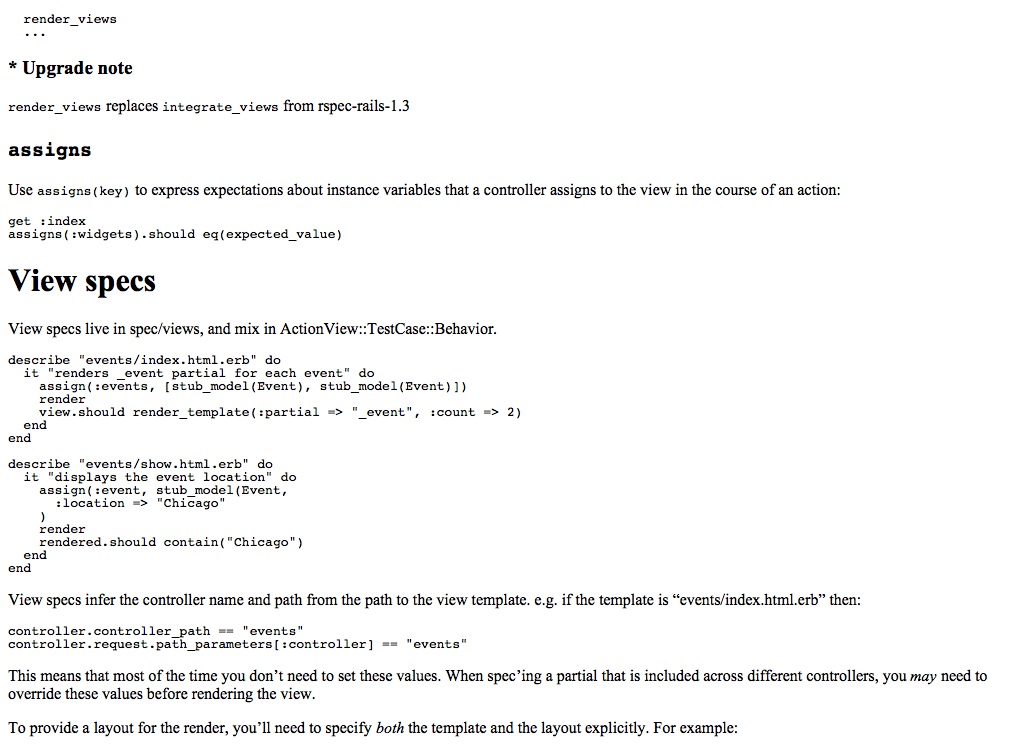 render_views
...
* Upgrade note
render_views replaces integrate_views from rspec-rails-1.3
assigns
Use assigns(key) to express expectations about instance variables that a controller assigns to the view in the course of an action:
get :index
assigns(:widgets).should eq(expected_value)
View specs
View specs live in spec/views, and mix in ActionView::TestCase::Behavior.
describe "events/index.html.erb" do
  it "renders _event partial for each event" do
    assign(:events, [stub_model(Event), stub_model(Event)])
    render
    view.should render_template(:partial => "_event", :count => 2)
  end
end
describe "events/show.html.erb" do
  it "displays the event location" do
    assign(:event, stub_model(Event,
      :location => "Chicago"
    )
    render
    rendered.should contain("Chicago")
  end
end
View specs infer the controller name and path from the path to the view template. e.g. if the template is “events/index.html.erb” then:
controller.controller_path == "events"
controller.request.path_parameters[:controller] == "events"
This means that most of the time you don’t need to set these values. When spec’ing a partial that is included across different controllers, you may need to
override these values before rendering the view.
To provide a layout for the render, you’ll need to specify both the template and the layout explicitly. For example: